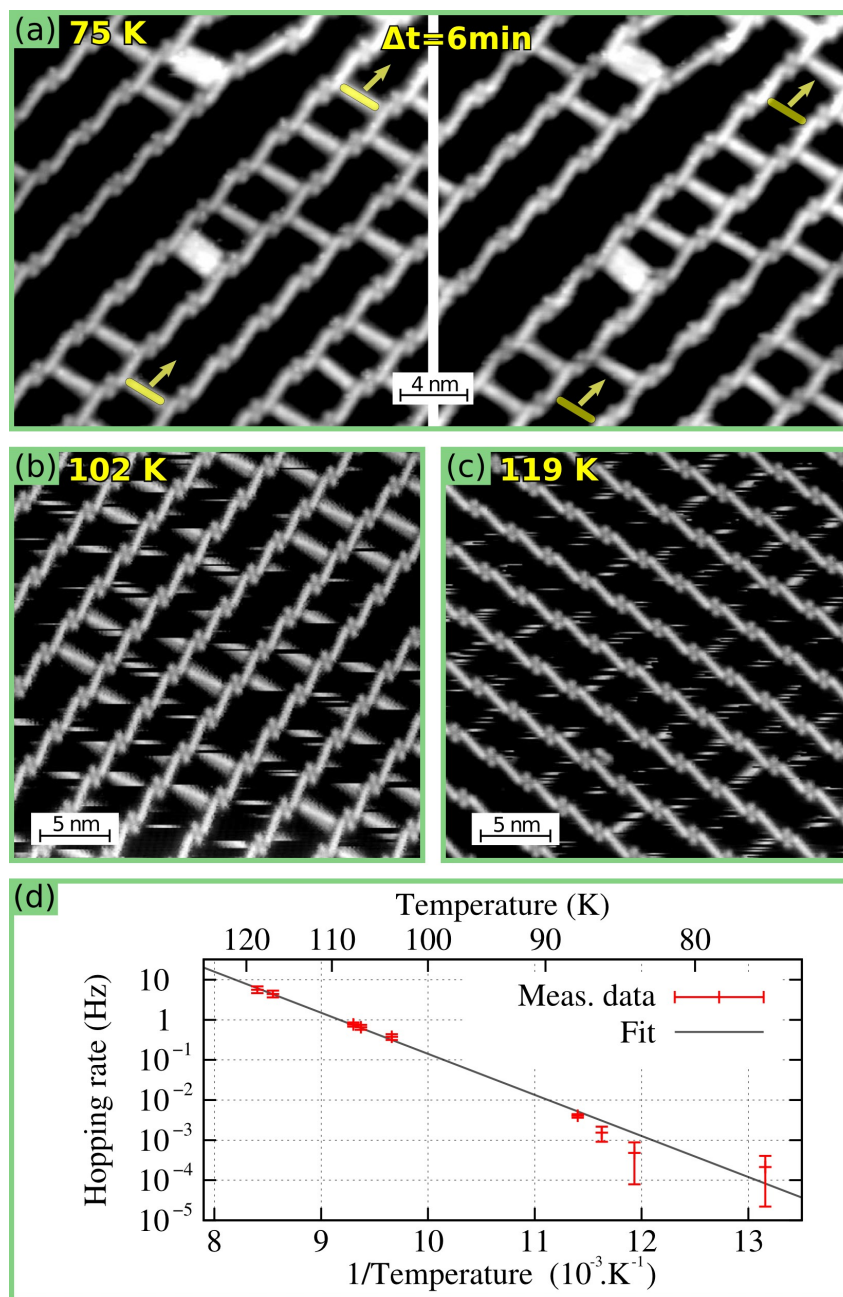 (a) 75 K
Δt=6min
4 nm
(b) 102 K
5 nm
(c) 119 K
5 nm
(d)
Temperature (K)
120 110 100 90 80
Hopping rate (Hz)
10
1
10⁻¹
10⁻²
10⁻³
10⁻⁴
10⁻⁵
Meas. data
Fit
8 9 10 11 12 13
1/Temperature (10⁻³.K⁻¹)